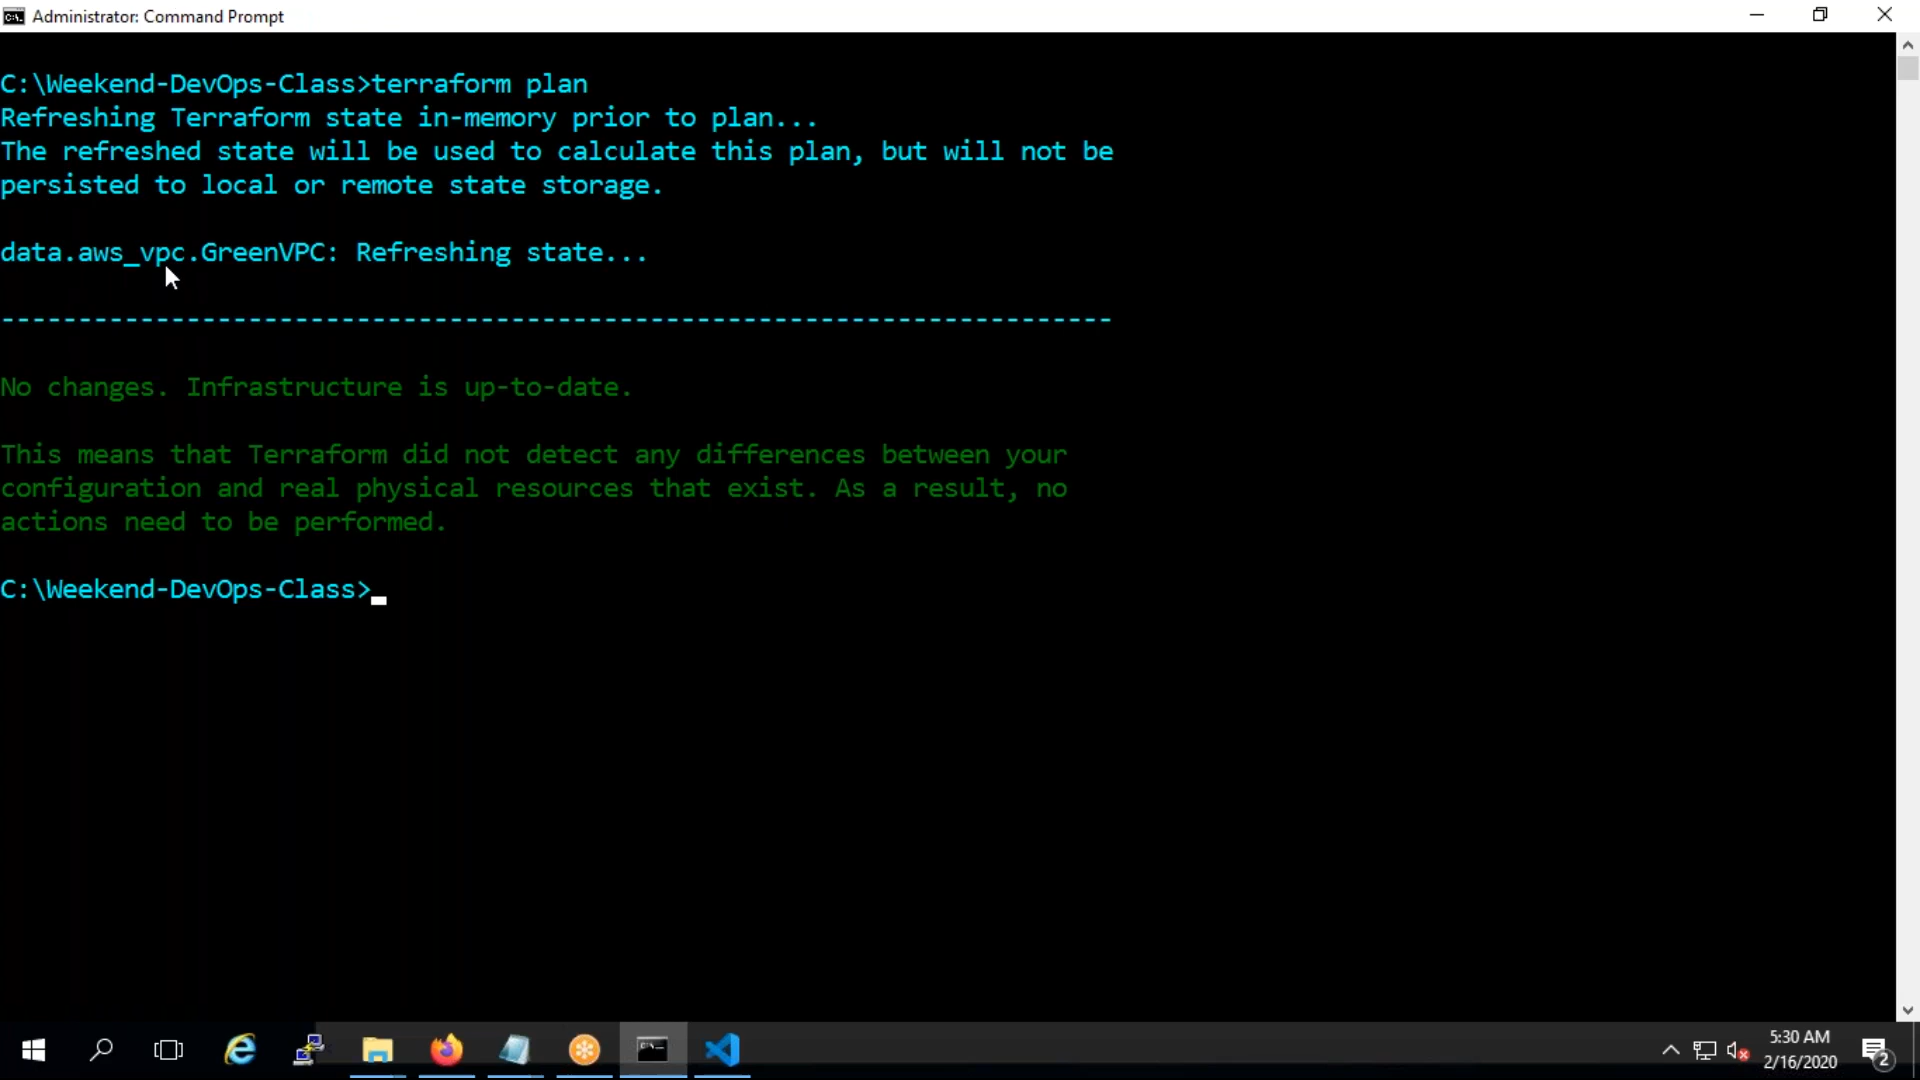 Administrator: Command Prompt
C:\Weekend-DevOps-Class>terraform plan
Refreshing Terraform state in-memory prior to plan...
The refreshed state will be used to calculate this plan, but will not be
persisted to local or remote state storage.
data.aws_vpc.GreenVPC: Refreshing state...
------------------------------------------------------------------------
No changes. Infrastructure is up-to-date.
This means that Terraform did not detect any differences between your
configuration and real physical resources that exist. As a result, no
actions need to be performed.
C:\Weekend-DevOps-Class>
5:30 AM
2/16/2020
2